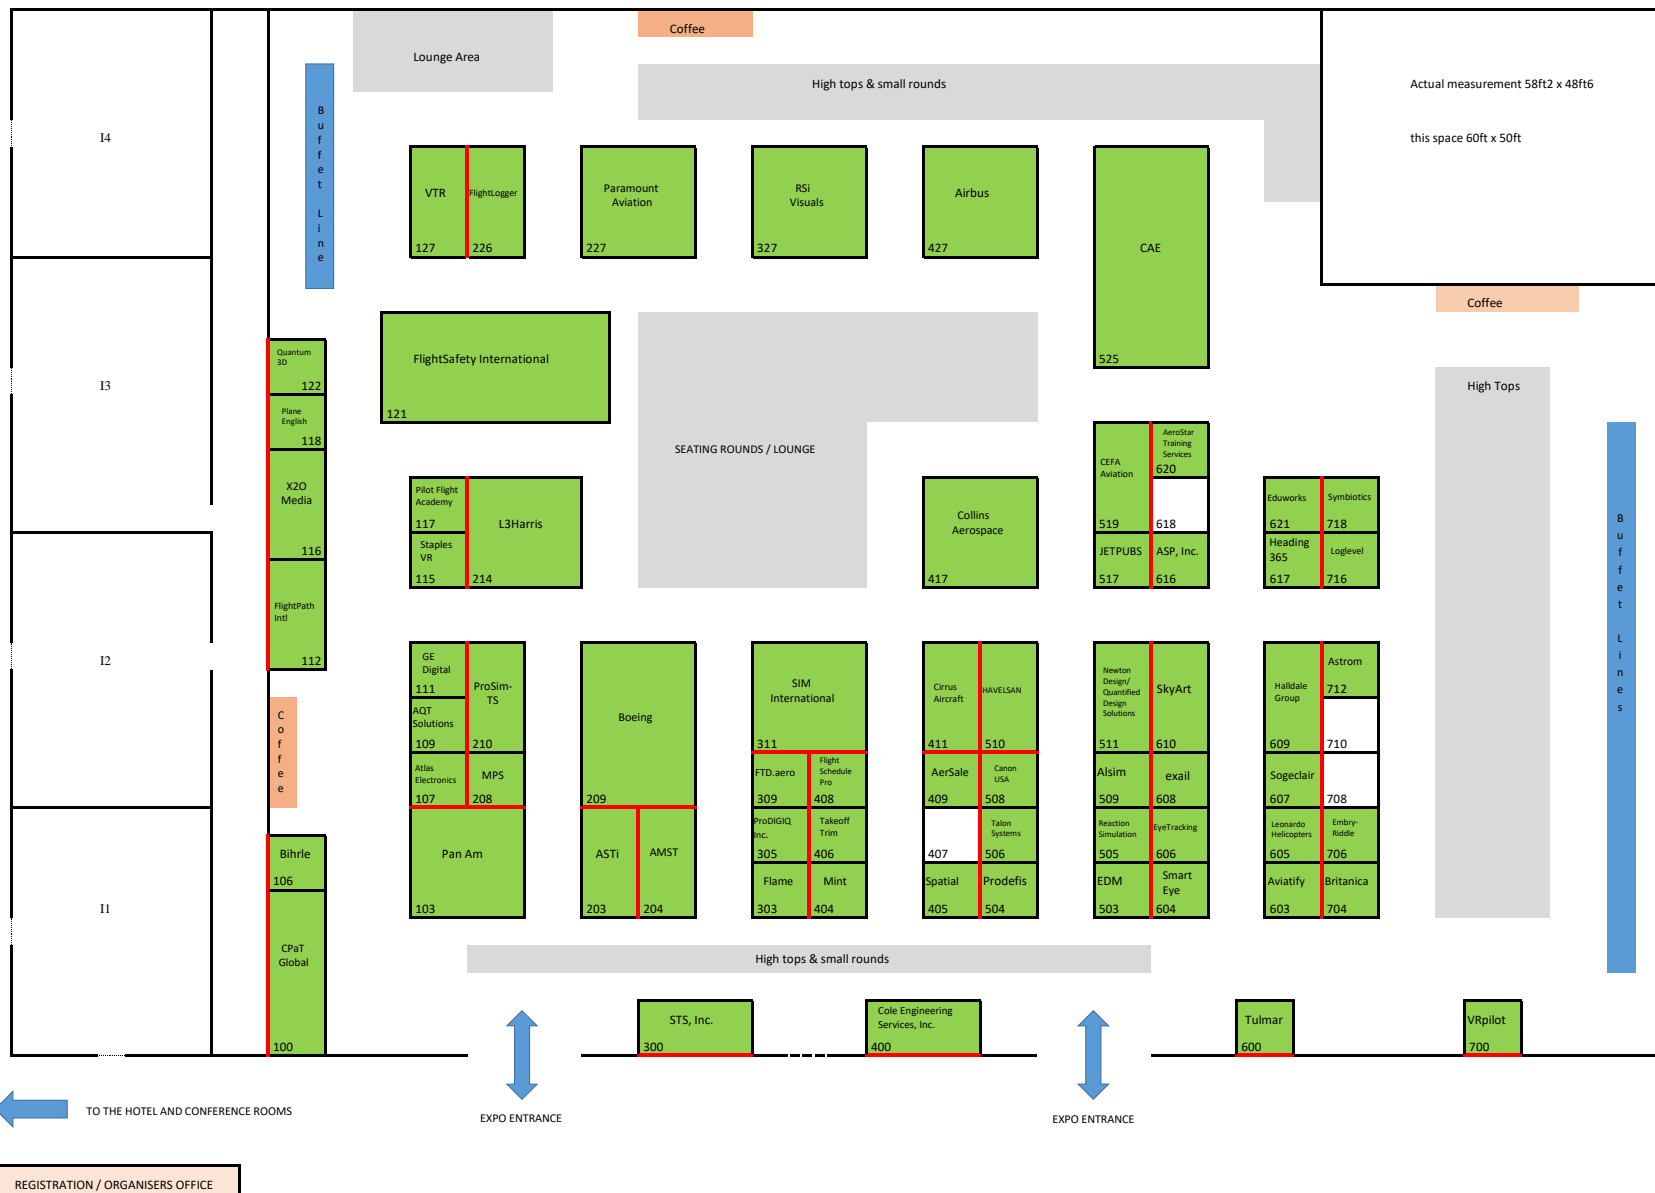 Coffee
Lounge Area
High tops & small rounds
Actual measurement 58ft2 x 48ft6
this space 60ft x 50ft
I4
Buffet Line
VTR
127
FlightLogger
226
Paramount
Aviation
227
RSi
Visuals
327
Airbus
427
CAE
525
Coffee
FlightSafety International
121
Quantum
3D
122
Plane
English
118
X2O
Media
116
FlightPath
Intl
112
I3
SEATING ROUNDS / LOUNGE
High Tops
Buffet Lines
Pilot Flight
Academy
117
Staples
VR
115
L3Harris
214
Collins
Aerospace
417
CEFA
Aviation
519
AeroStar
Training
Services
620
618
JETPUBS
517
ASP, Inc.
616
Eduworks
621
Symbiotics
718
Heading
365
617
Loglevel
716
I2
Coffee
GE
Digital
111
ProSim-
TS
210
AQT
Solutions
109
Atlas
Electronics
107
MPS
208
Pan Am
103
Boeing
209
ASTi
203
AMST
204
SIM
International
311
FTD.aero
309
Flight
Schedule
Pro
408
ProDIGIQ
Inc.
305
Takeoff
Trim
406
Flame
303
Mint
404
Cirrus
Aircraft
411
HAVELSAN
510
AerSale
409
Canon
USA
508
407
Talon
Systems
506
Spatial
405
Prodefis
504
Newton
Design/
Quantified
Design
Solutions
511
SkyArt
610
Alsim
509
exail
608
Reaction
Simulation
505
EyeTracking
606
EDM
503
Smart
Eye
604
Halldale
Group
609
Astrom
712
710
Sogeclair
607
708
Leonardo
Helicopters
605
Embry-
Riddle
706
Aviatify
603
Britanica
704
Bihrle
106
CPaT
Global
100
I1
High tops & small rounds
STS, Inc.
300
Cole Engineering
Services, Inc.
400
Tulmar
600
VRpilot
700
TO THE HOTEL AND CONFERENCE ROOMS
EXPO ENTRANCE
EXPO ENTRANCE
REGISTRATION / ORGANISERS OFFICE